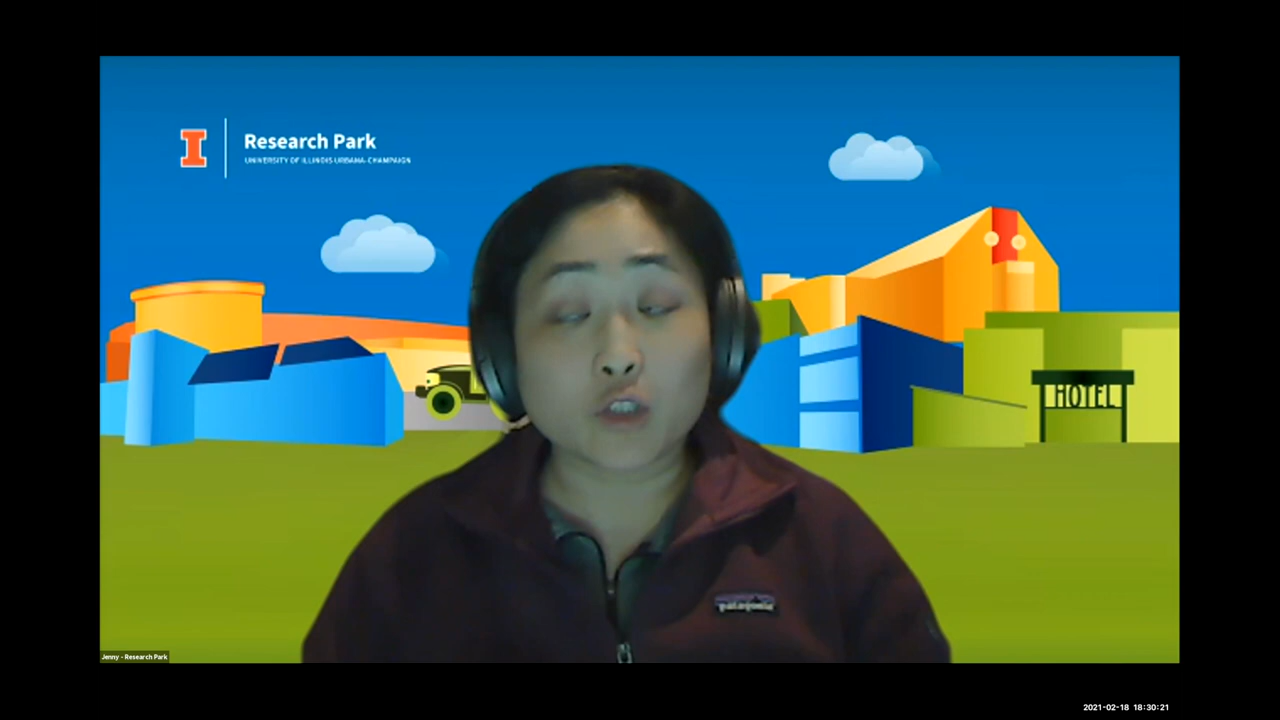 I
Research Park
UNIVERSITY OF ILLINOIS URBANA-CHAMPAIGN
HOTEL
patagonia
Jenny - Research Park
2021-02-18 18:30:21